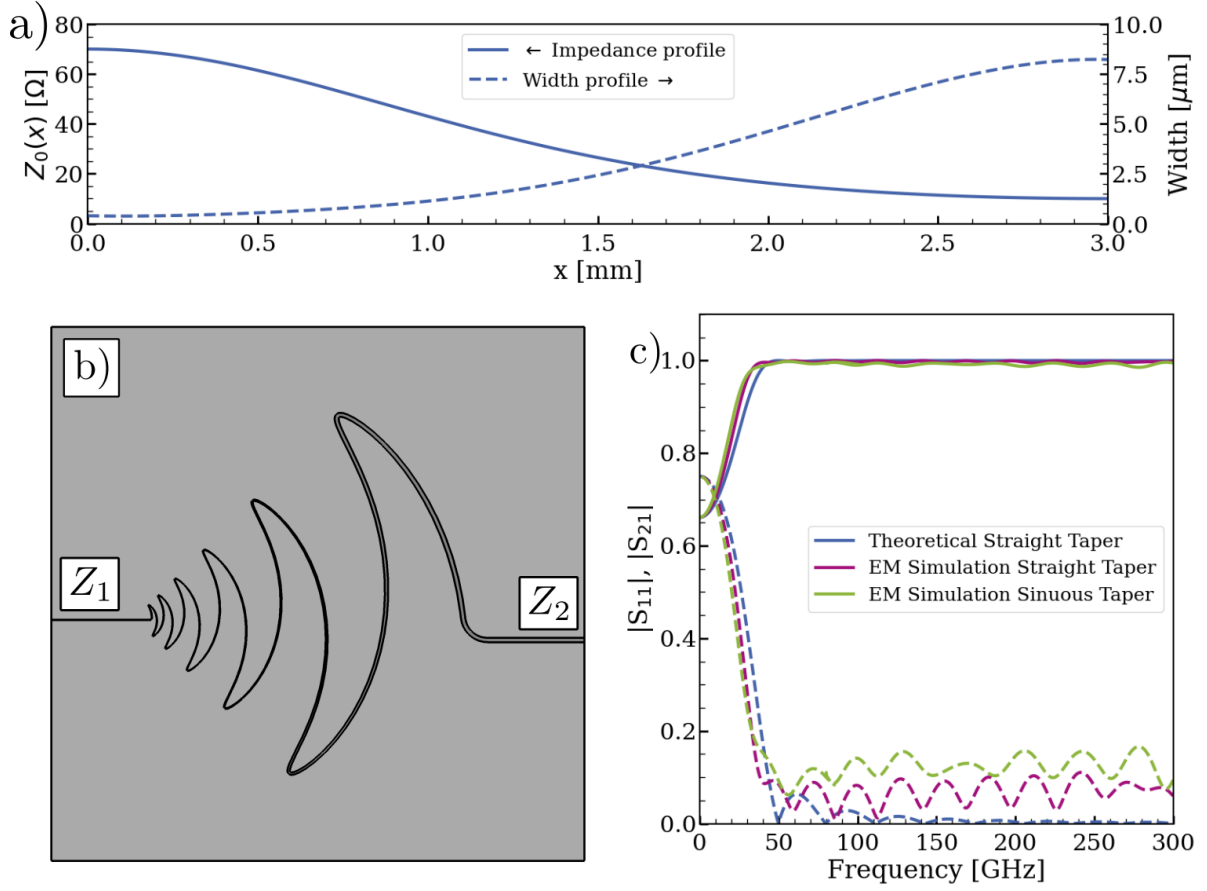 a)
80
60
40
20
0
Z₀(x) [Ω]
← Impedance profile
Width profile →
10.0
7.5
5.0
2.5
0.0
Width [μm]
0.0 0.5 1.0 1.5 2.0 2.5 3.0
x [mm]
b)
Z₁
Z₂
c)
1.0
0.8
0.6
0.4
0.2
0.0
|S₁₁|, |S₂₁|
Theoretical Straight Taper
EM Simulation Straight Taper
EM Simulation Sinuous Taper
0 50 100 150 200 250 300
Frequency [GHz]